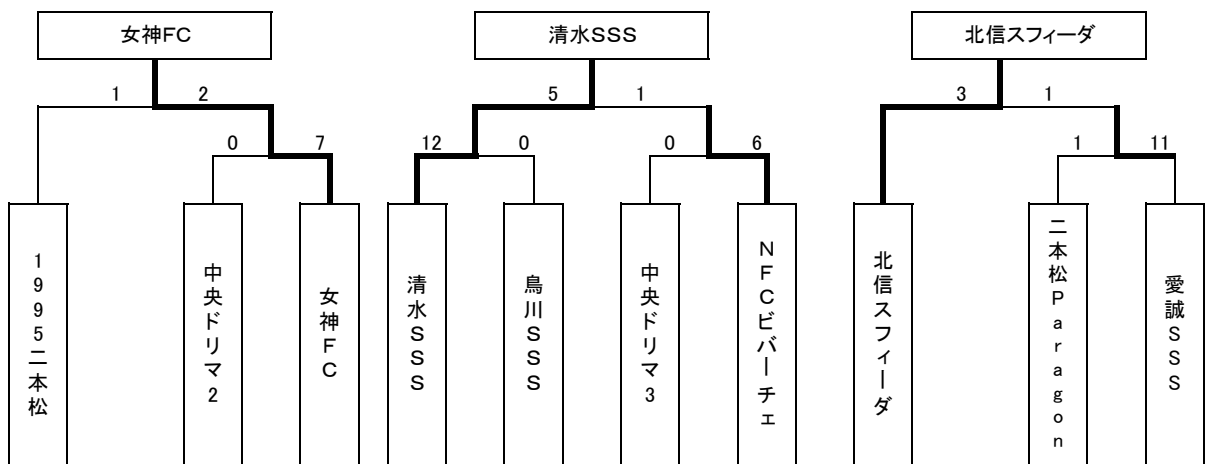 女神FC 清水SSS 北信スフィーダ
1 2 5 1 3 1
0 7 12 0 0 6 1 11
1995二本松
中央ドリマ2
女神FC
清水SSS
鳥川SSS
中央ドリマ3
NFCビバーチェ
北信スフィーダ
二本松Paragon
愛誠SSS